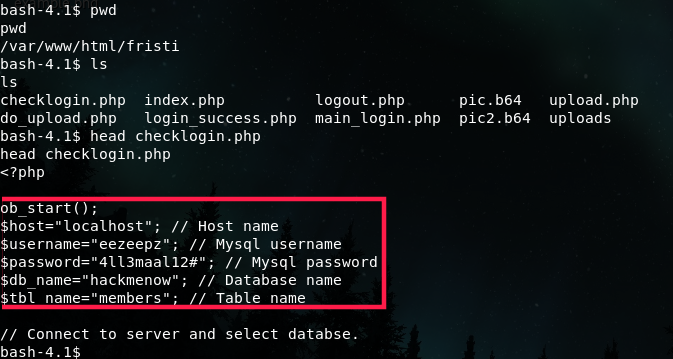 bash-4.1$ pwd
pwd
/var/www/html/fristi
bash-4.1$ ls
ls
checklogin.php  index.php          logout.php      pic.b64   upload.php
do_upload.php   login_success.php  main_login.php  pic2.b64  uploads
bash-4.1$ head checklogin.php
head checklogin.php
<?php

ob_start();
$host="localhost"; // Host name
$username="eezeepz"; // Mysql username
$password="4ll3maal12#"; // Mysql password
$db_name="hackmenow"; // Database name
$tbl_name="members"; // Table name

// Connect to server and select databse.
bash-4.1$